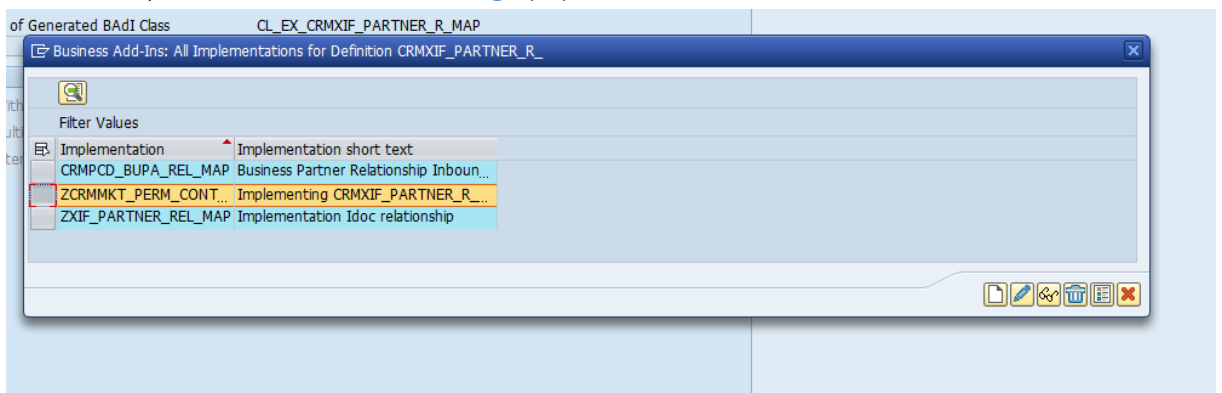 of Generated BAdI Class CL_EX_CRMXIF_PARTNER_R_MAP
Business Add-Ins: All Implementations for Definition CRMXIF_PARTNER_R_
Filter Values
Implementation Implementation short text
CRMPCD_BUPA_REL_MAP Business Partner Relationship Inboun...
ZCRMMKT_PERM_CONT... Implementing CRMXIF_PARTNER_R_...
ZXIF_PARTNER_REL_MAP Implementation Idoc relationship